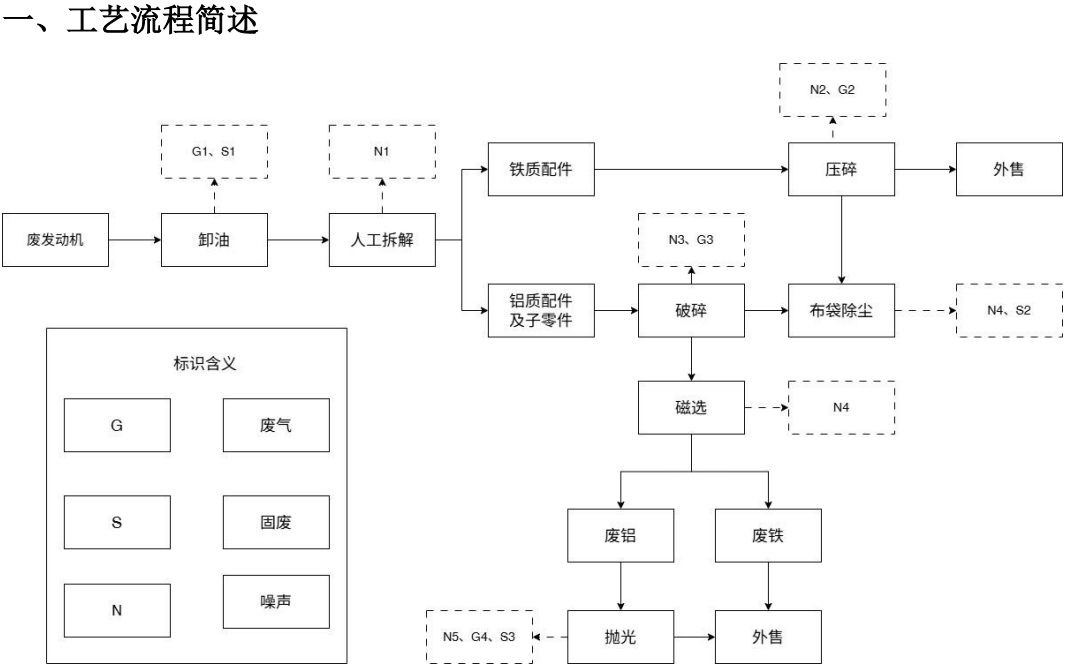 一、工艺流程简述
N2、G2
G1、S1
N1
铁质配件
压碎
外售
废发动机
卸油
人工拆解
N3、G3
铝质配件
及子零件
破碎
布袋除尘
N4、S2
标识含义
磁选
N4
G
废气
S
固废
废铝
废铁
N
噪声
N5、G4、S3
抛光
外售